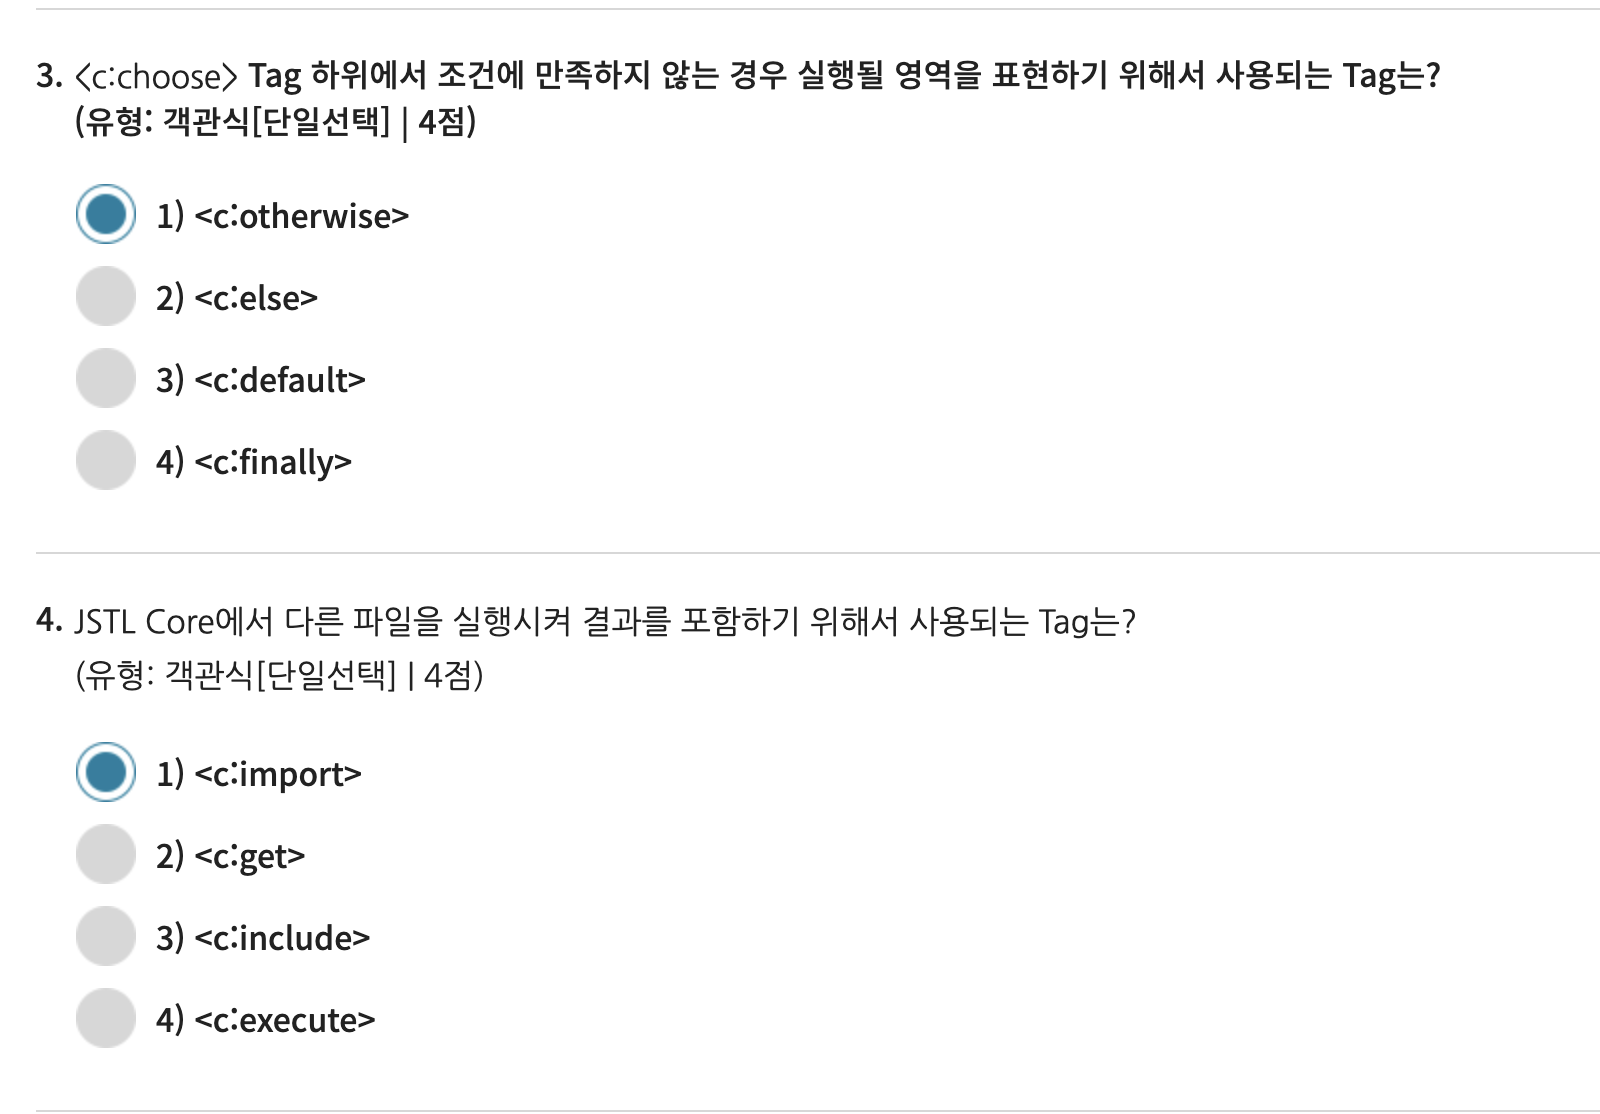 3. <c:choose> Tag 하위에서 조건에 만족하지 않는 경우 실행될 영역을 표현하기 위해서 사용되는 Tag는?
(유형: 객관식[단일선택] | 4점)
1) <c:otherwise>
2) <c:else>
3) <c:default>
4) <c:finally>
4. JSTL Core에서 다른 파일을 실행시켜 결과를 포함하기 위해서 사용되는 Tag는?
(유형: 객관식[단일선택] | 4점)
1) <c:import>
2) <c:get>
3) <c:include>
4) <c:execute>